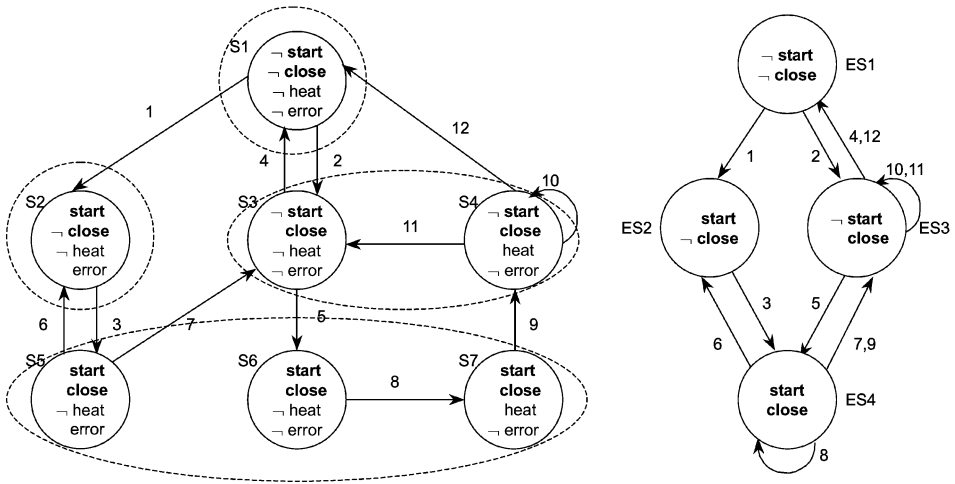 S1
¬ start
¬ close
¬ heat
¬ error
1
12
4
2
S2
start
¬ close
¬ heat
error
S3
¬ start
close
¬ heat
¬ error
S4
¬ start
close
heat
¬ error
10
11
6
3
7
5
9
S5
start
close
¬ heat
error
S6
start
close
¬ heat
¬ error
8
S7
start
close
heat
¬ error
¬ start
¬ close
ES1
1
2
4,12
10,11
ES2
start
¬ close
¬ start
close
ES3
3
5
6
7,9
start
close
ES4
8